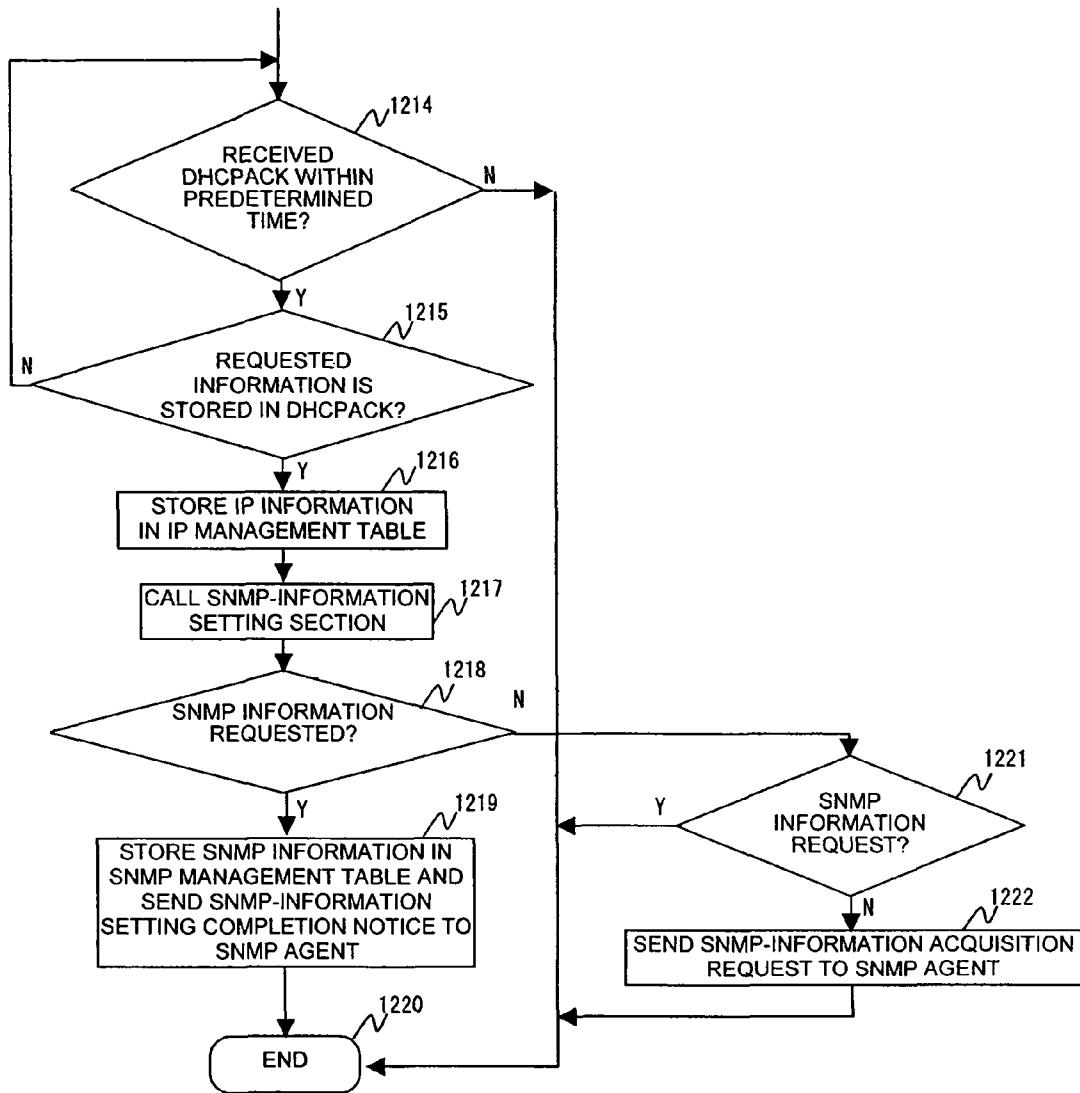 1214
RECEIVED
DHCPACK WITHIN
PREDETERMINED
TIME?
N
Y
1215
N
REQUESTED
INFORMATION IS
STORED IN DHCPACK?
Y
1216
STORE IP INFORMATION
IN IP MANAGEMENT TABLE
1217
CALL SNMP-INFORMATION
SETTING SECTION
1218
N
SNMP INFORMATION
REQUESTED?
1221
Y
SNMP
INFORMATION
REQUEST?
Y
1219
STORE SNMP INFORMATION IN
SNMP MANAGEMENT TABLE AND
SEND SNMP-INFORMATION
SETTING COMPLETION NOTICE TO
SNMP AGENT
N
1222
SEND SNMP-INFORMATION ACQUISITION
REQUEST TO SNMP AGENT
1220
END